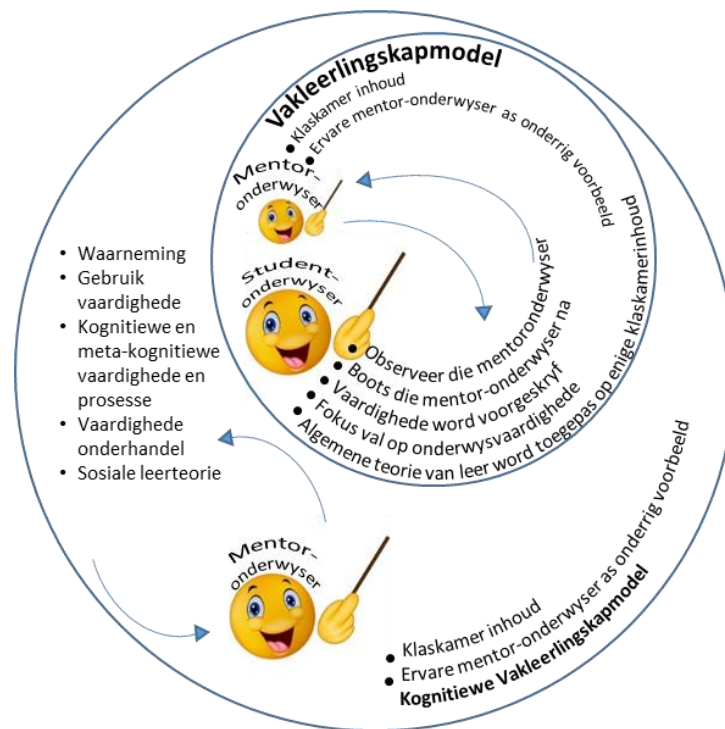 Vakleerlingskapmodel
• Klaskamer inhoud
• Ervare mentor-onderwyser as onderrig voorbeeld
Mentor-
onderwyser
Student-
onderwyser
• Observeer die mentoronderwyser
• Boots die mentor-onderwyser na
• Vaardighede word voorgeskryf
• Fokus val op onderwysvaardighede
• Algemene teorie van leer word toegepas op enige klaskamerinhoud
• Waarneming
• Gebruik
vaardighede
• Kognitiewe en
meta-kognitiewe
vaardighede en
prosesse
• Vaardighede
onderhandel
• Sosiale leerteorie
Mentor-
onderwyser
• Klaskamer inhoud
• Ervare mentor-onderwyser as onderrig voorbeeld
Kognitiewe Vakleerlingskapmodel